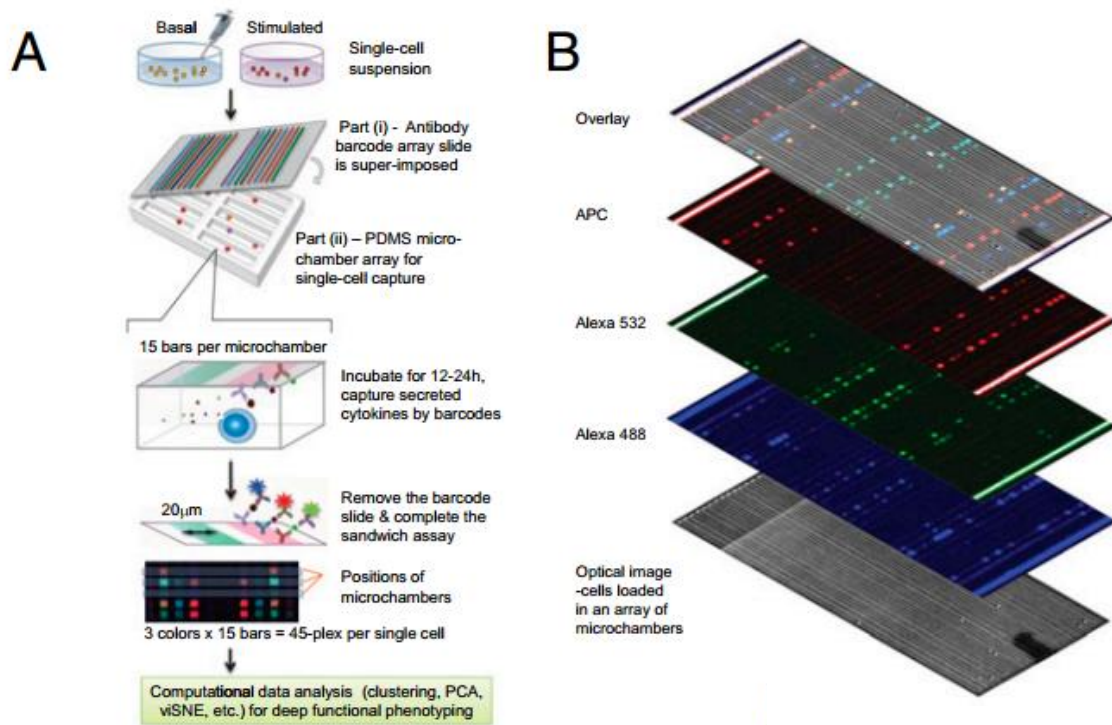 A
Basal
Stimulated
Single-cell
suspension
Part (i) - Antibody
barcode array slide
is super-imposed
Part (ii) – PDMS micro-
chamber array for
single-cell capture
15 bars per microchamber
Incubate for 12-24h,
capture secreted
cytokines by barcodes
20µm
Remove the barcode
slide & complete the
sandwich assay
Positions of
microchambers
3 colors x 15 bars = 45-plex per single cell
Computational data analysis (clustering, PCA,
viSNE, etc.) for deep functional phenotyping
B
Overlay
APC
Alexa 532
Alexa 488
Optical image
-cells loaded
in an array of
microchambers